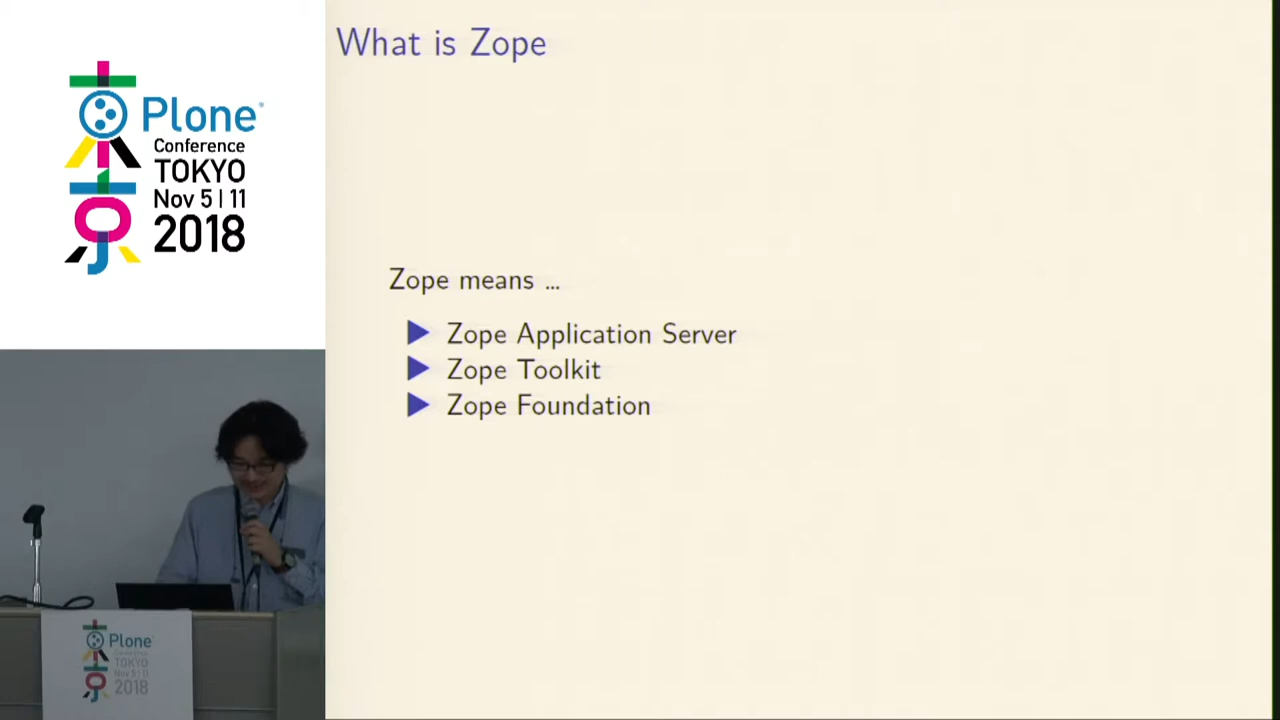 Plone
Conference
TOKYO
Nov 5 | 11
2018
What is Zope
Zope means ...
Zope Application Server
Zope Toolkit
Zope Foundation
Plone
Conference
TOKYO
Nov 5 | 11
2018